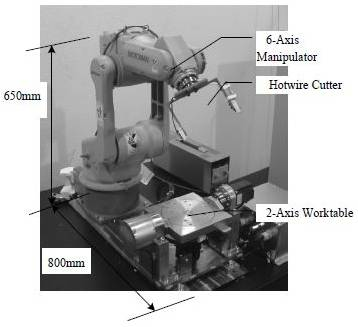 6-Axis
Manipulator
Hotwire Cutter
650mm
2-Axis Worktable
800mm